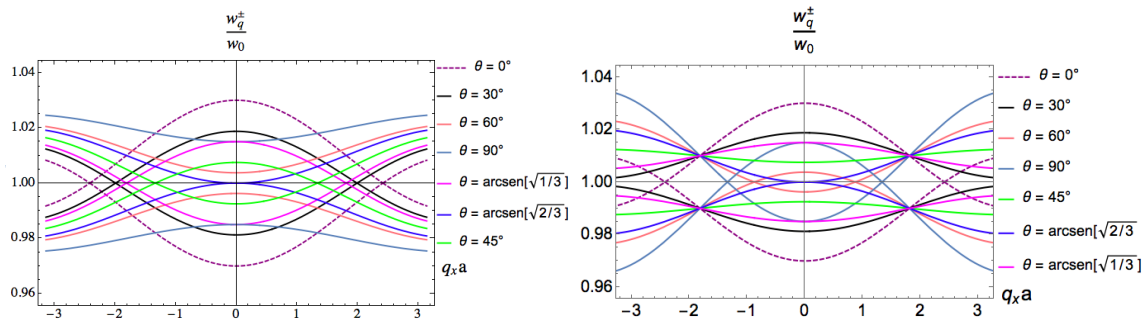 w_q^±/w_0
1.04
1.02
1.00
0.98
0.96
−3 −2 −1 0 1 2 3
θ = 0°
θ = 30°
θ = 60°
θ = 90°
θ = arcsen[√1/3]
θ = arcsen[√2/3]
θ = 45°
q_x a
w_q^±/w_0
1.04
1.02
1.00
0.98
0.96
−3 −2 −1 0 1 2 3
θ = 0°
θ = 30°
θ = 60°
θ = 90°
θ = 45°
θ = arcsen[√2/3
θ = arcsen[√1/3]
q_x a